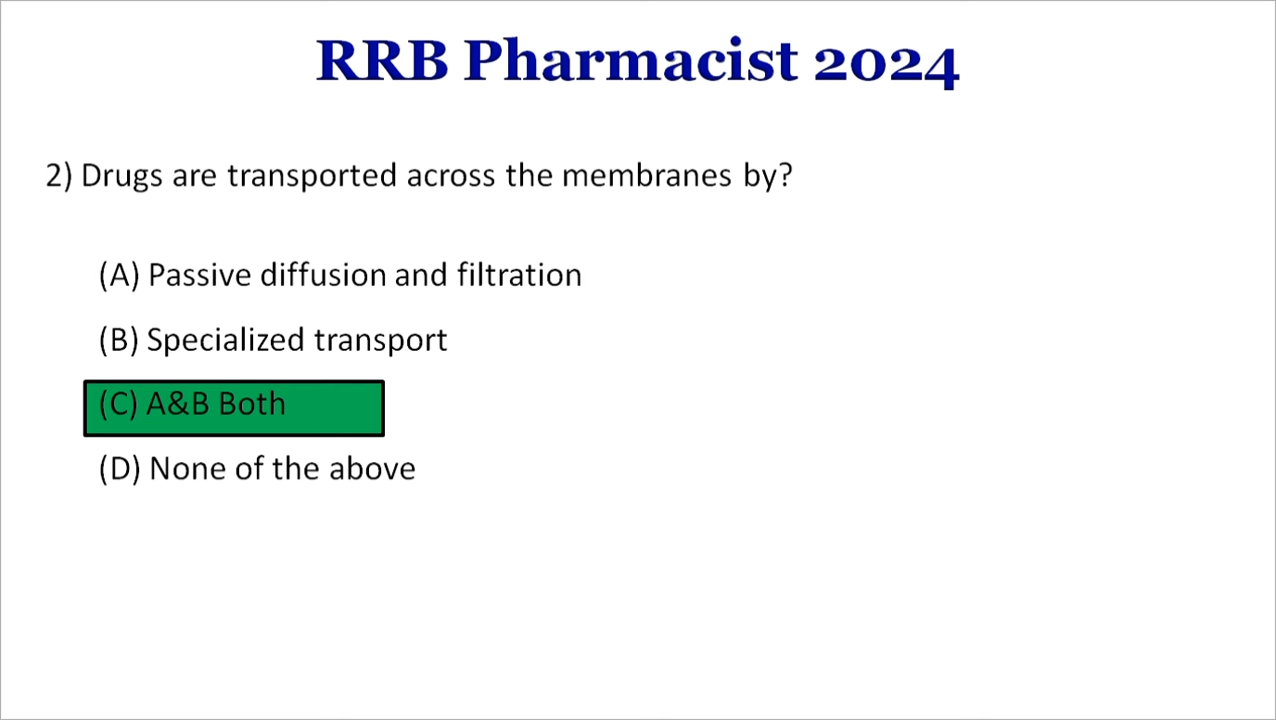 RRB Pharmacist 2024
2) Drugs are transported across the membranes by?
(A) Passive diffusion and filtration
(B) Specialized transport
(C) A&B Both
(D) None of the above